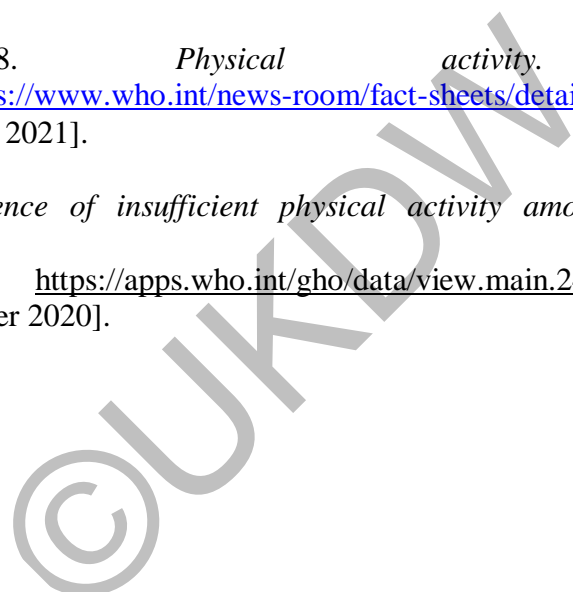 8. Physical activity.
s://www.who.int/news-room/fact-sheets/detai
2021].
ence of insufficient physical activity amo
https://apps.who.int/gho/data/view.main.2
er 2020].
©UKDW